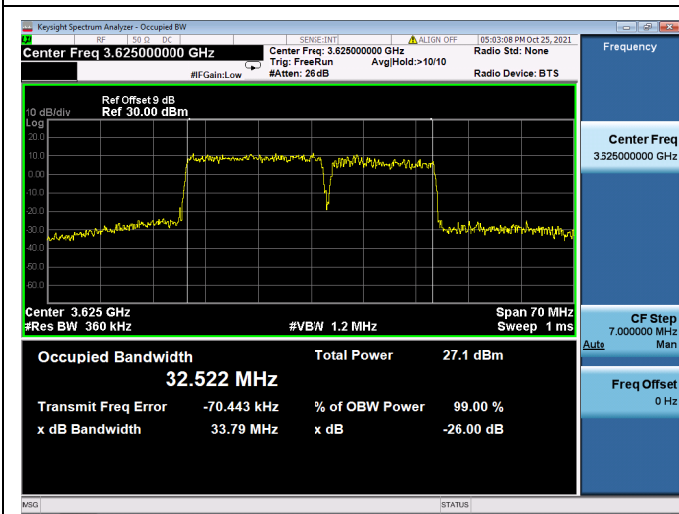 Keysight Spectrum Analyzer - Occupied BW
RF 50 Ω DC SENSE:INT ALIGN OFF 05:03:08 PM Oct 25, 2021
Center Freq 3.625000000 GHz
Center Freq: 3.625000000 GHz
Radio Std: None
Trig: FreeRun Avg|Hold:>10/10
#IFGain:Low
#Atten: 26 dB
Radio Device: BTS
Frequency
Ref Offset 9 dB
10 dB/div Ref 30.00 dBm
Log
20.0
10.0
0.00
-10.0
-20.0
-30.0
-40.0
-50.0
-60.0
Center 3.625 GHz
Span 70 MHz
#Res BW 360 kHz
#VBW 1.2 MHz
Sweep 1 ms
Occupied Bandwidth
Total Power 27.1 dBm
32.522 MHz
Transmit Freq Error -70.443 kHz
% of OBW Power 99.00 %
x dB Bandwidth 33.79 MHz
x dB -26.00 dB
Center Freq
3.625000000 GHz
CF Step
7.000000 MHz
Auto Man
Freq Offset
0 Hz
MSG STATUS